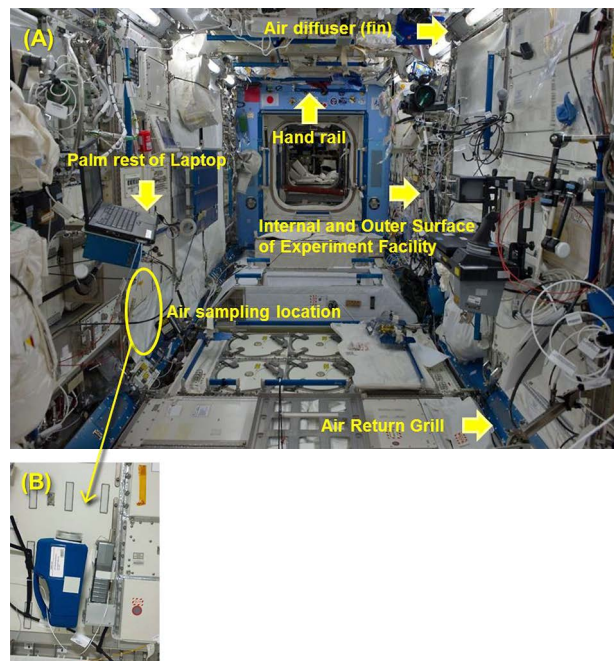 (A)
Air diffuser (fin)
Hand rail
Palm rest of Laptop
Internal and Outer Surface
of Experiment Facility
Air sampling location
Air Return Grill
(B)